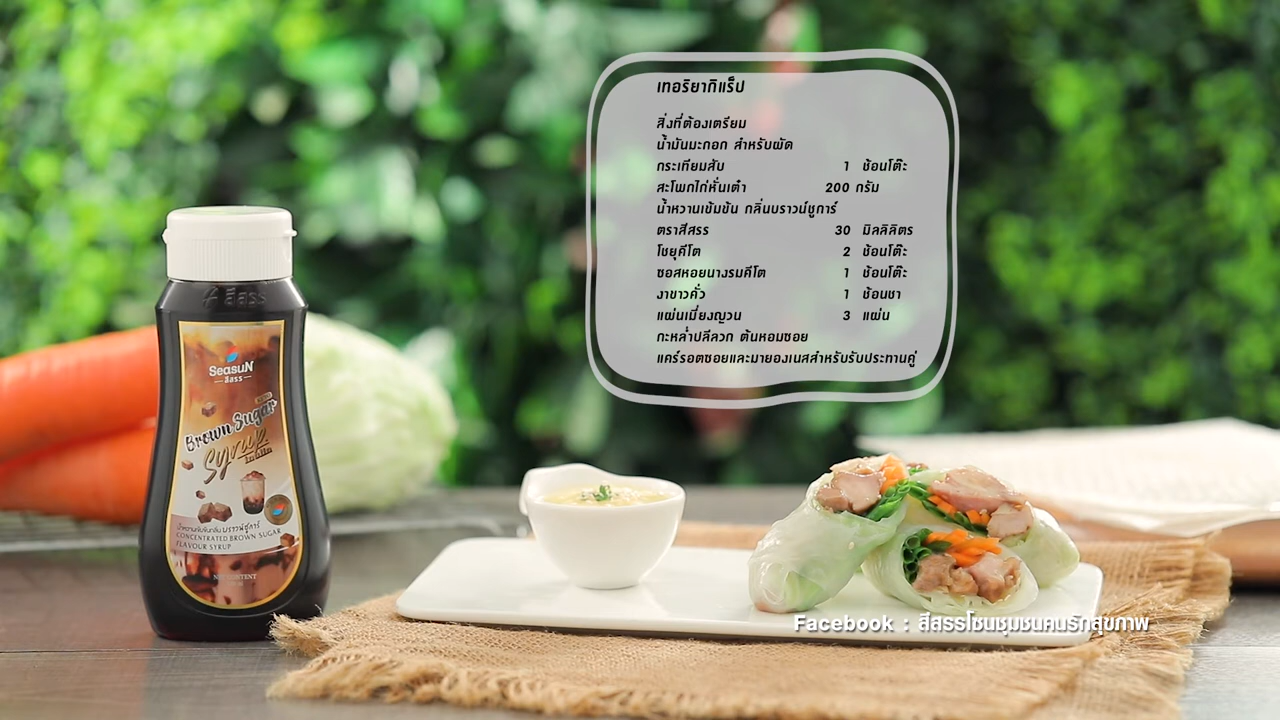 เทอริยากิแร็ป
สิ่งที่ต้องเตรียม
น้ำมันมะกอก สำหรับผัด
กระเทียมสับ 1 ช้อนโต๊ะ
สะโพกไก่หั่นเต๋า 200 กรัม
น้ำหวานเข้มข้น กลิ่นบราวน์ชูการ์
ตราสีสรร 30 มิลลิลิตร
โชยุคีโต 2 ช้อนโต๊ะ
ซอสหอยนางรมคีโต 1 ช้อนโต๊ะ
งาขาวคั่ว 1 ช้อนชา
แผ่นเมี่ยงญวน 3 แผ่น
กะหล่ำปลีลวก ต้นหอมซอย
แคร์รอตซอยและมายองเนสสำหรับรับประทานคู่
สีสรร
SeasuN
สีสรร
Brown Sugar
Syrup
น้ำหวานเข้มข้นกลิ่นบราวน์ชูการ์
CONCENTRATED BROWN SUGAR
FLAVOUR SYRUP
NET CONTENT
Facebook : สีสรรโซนชุมชนคนรักสุขภาพ